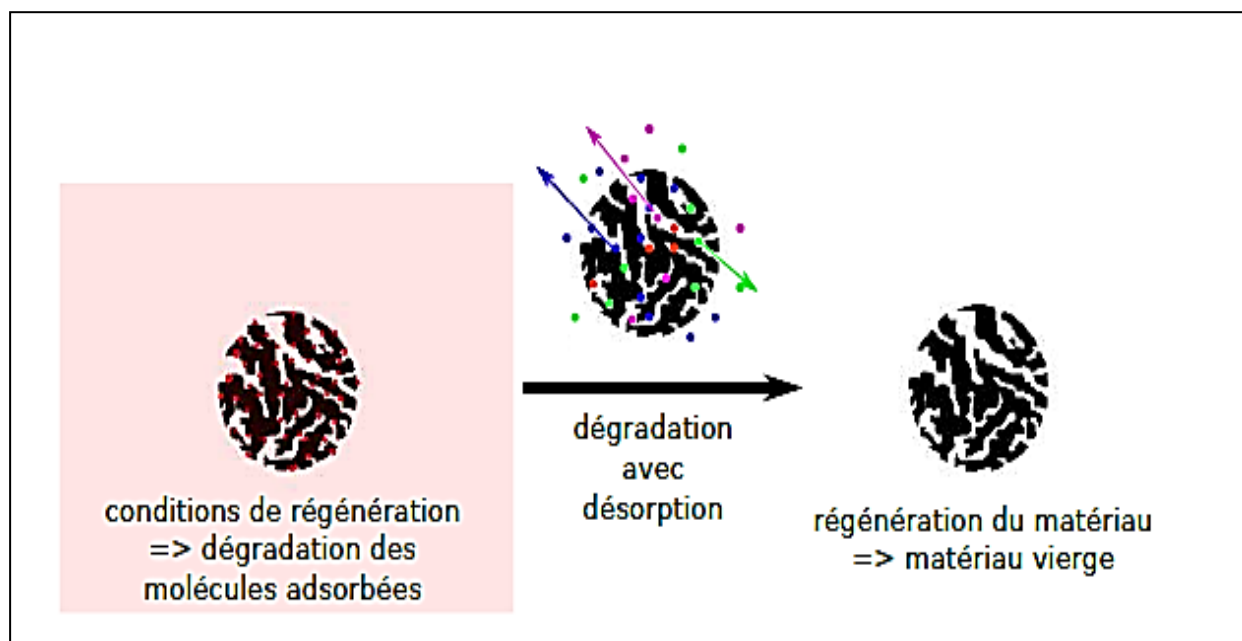 conditions de régénération
=> dégradation des
molécules adsorbées
dégradation
avec
désorption
régénération du matériau
=> matériau vierge